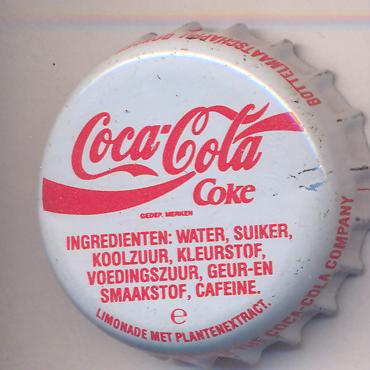 Coca-Cola
Coke
GEDEP. MERKEN
INGREDIENTEN: WATER, SUIKER,
KOOLZUUR, KLEURSTOF,
VOEDINGSZUUR, GEUR-EN
SMAAKSTOF, CAFEINE.
e
LIMONADE MET PLANTENEXTRACT.
BOTTELMAATSCHAPPIJ
THE COCA-COLA COMPANY